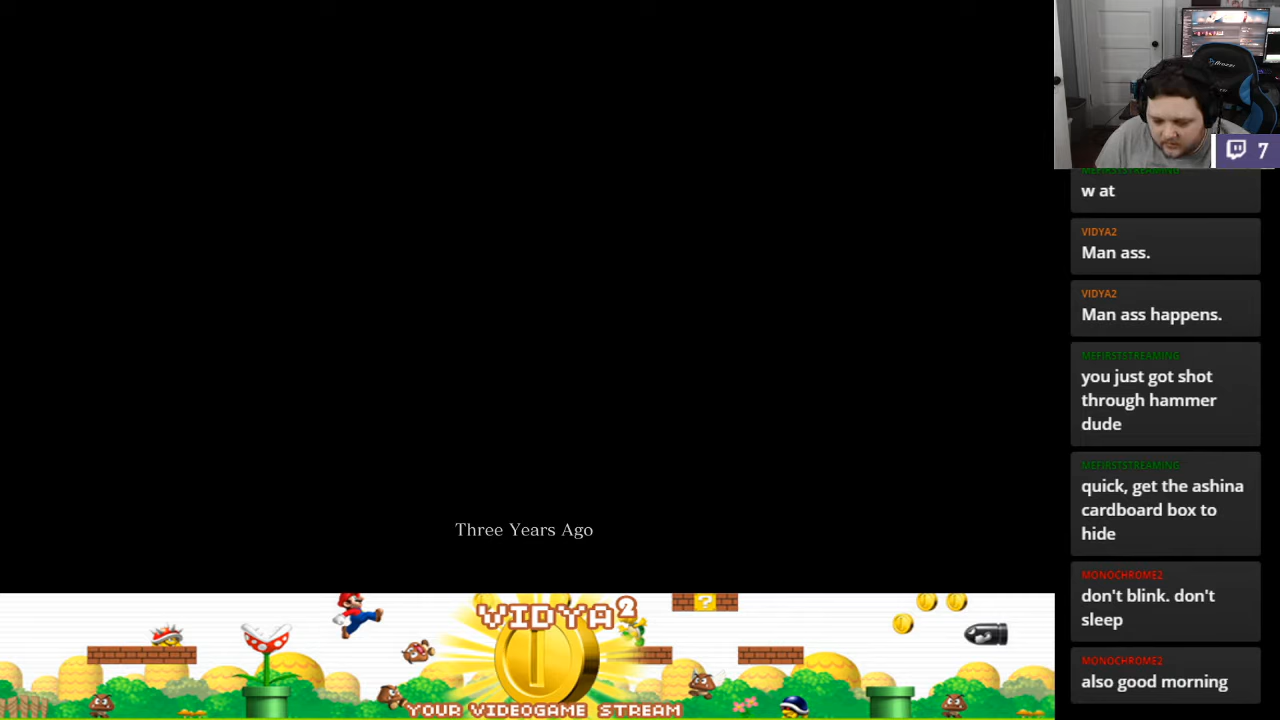 7
MEFIRSTSTREAMING
w at
VIDYA2
Man ass.
VIDYA2
Man ass happens.
MEFIRSTSTREAMING
you just got shot
through hammer
dude
MEFIRSTSTREAMING
quick, get the ashina
cardboard box to
hide
MONOCHROME2
don't blink. don't
sleep
MONOCHROME2
also good morning
Three Years Ago
VIDYA2
YOUR VIDEOGAME STREAM